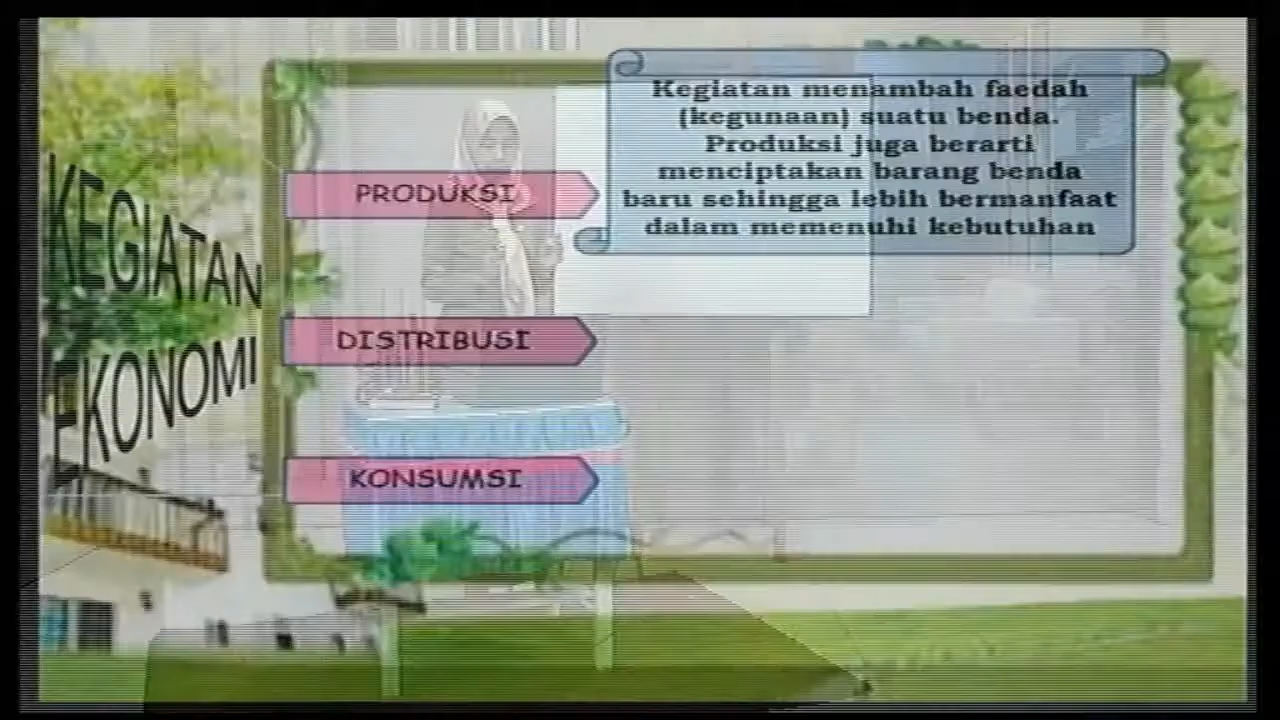 KEGIATAN
EKONOMI
PRODUKSI
Kegiatan menambah faedah
(kegunaan) suatu benda.
Produksi juga berarti
menciptakan barang benda
baru sehingga lebih bermanfaat
dalam memenuhi kebutuhan
DISTRIBUSI
KONSUMSI